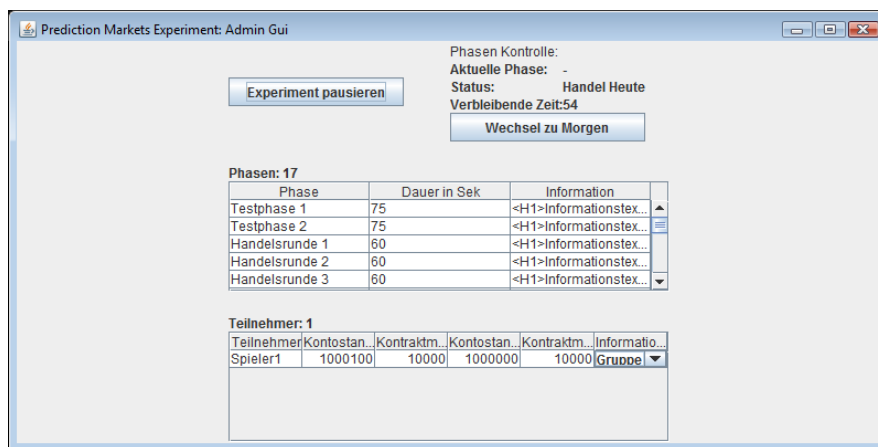 Prediction Markets Experiment: Admin Gui
Phasen Kontrolle:
Aktuelle Phase: -
Experiment pausieren
Status: Handel Heute
Verbleibende Zeit:54
Wechsel zu Morgen
Phasen: 17
Phase Dauer in Sek Information
Testphase 1 75 <H1>Informationstex...
Testphase 2 75 <H1>Informationstex...
Handelsrunde 1 60 <H1>Informationstex...
Handelsrunde 2 60 <H1>Informationstex...
Handelsrunde 3 60 <H1>Informationstex...
Teilnehmer: 1
Teilnehmer Kontostan... Kontraktm... Kontostan... Kontraktm... Informatio...
Spieler1 1000100 10000 1000000 10000 Gruppe